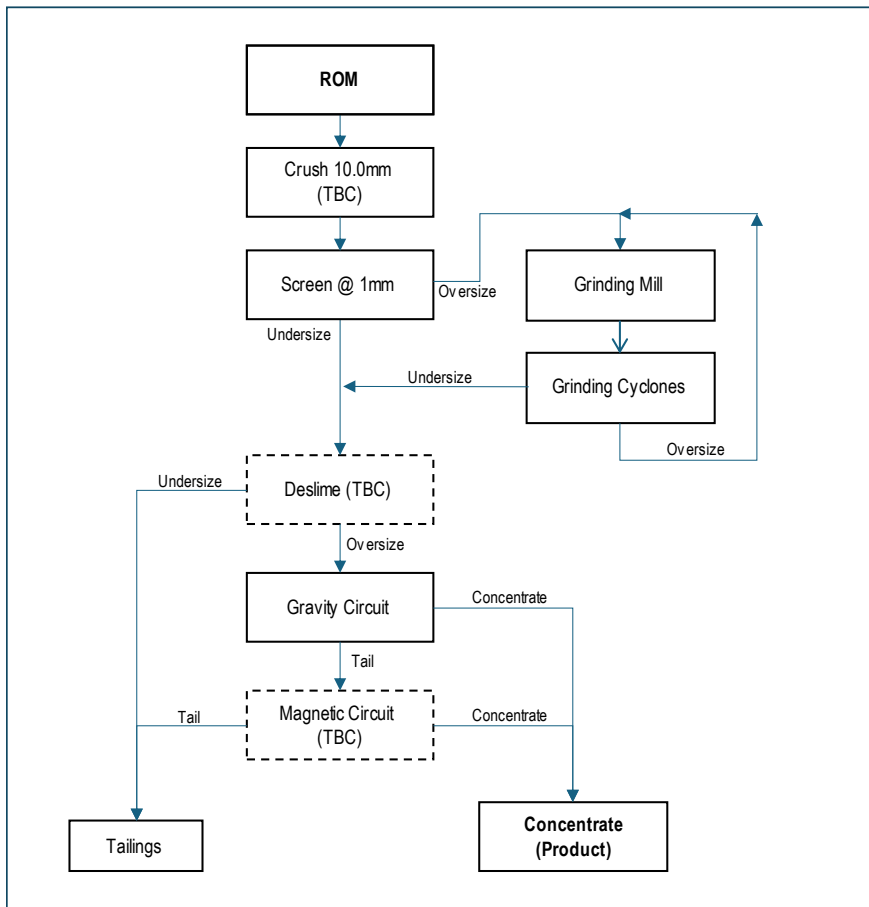 ROM
Crush 10.0mm
(TBC)
Screen @ 1mm
Oversize
Grinding Mill
Undersize
Undersize
Grinding Cyclones
Oversize
Undersize
Deslime (TBC)
Oversize
Gravity Circuit
Concentrate
Tail
Tail
Magnetic Circuit
(TBC)
Concentrate
Tailings
Concentrate
(Product)